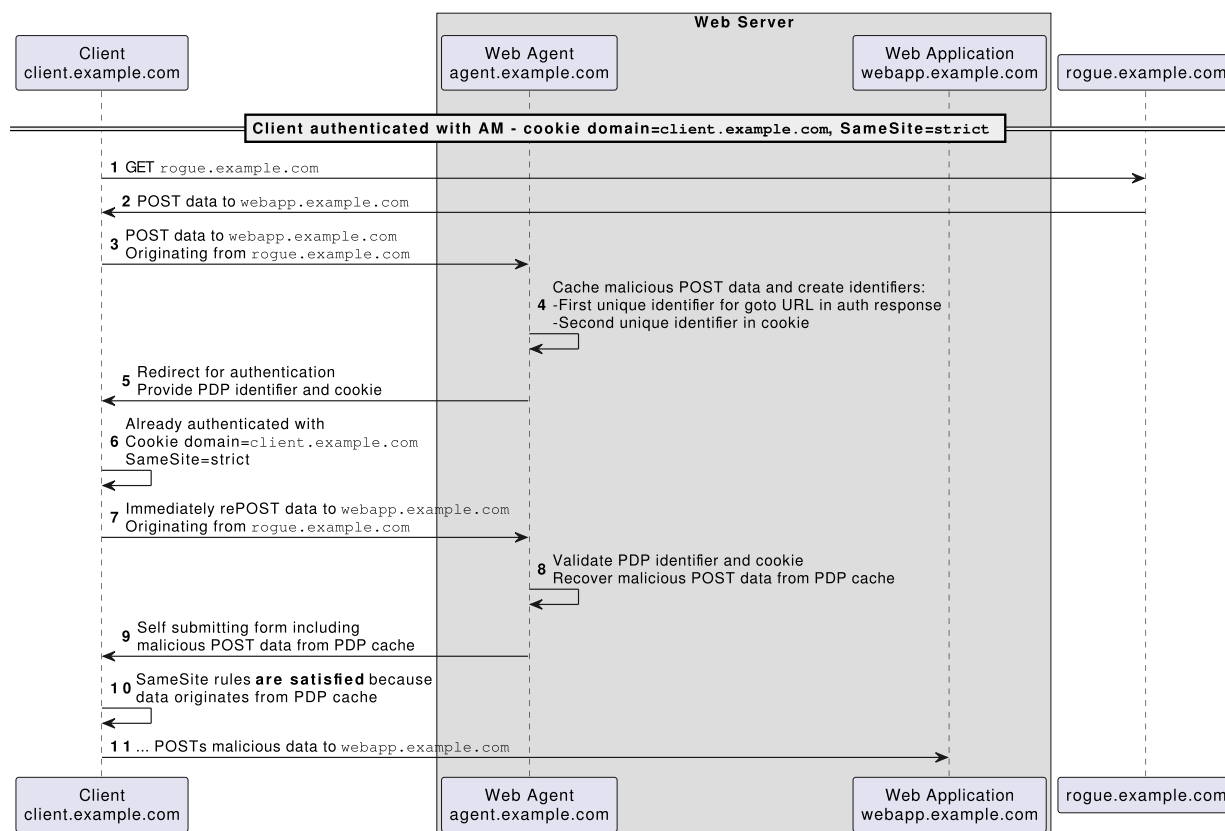 Web Server
Client
client.example.com
Web Agent
agent.example.com
Web Application
webapp.example.com
rogue.example.com
Client authenticated with AM - cookie domain=client.example.com, SameSite=strict
1 GET rogue.example.com
2 POST data to webapp.example.com
3 POST data to webapp.example.com
Originating from rogue.example.com
Cache malicious POST data and create identifiers:
4 -First unique identifier for goto URL in auth response
-Second unique identifier in cookie
5 Redirect for authentication
Provide PDP identifier and cookie
Already authenticated with
6 Cookie domain=client.example.com
SameSite=strict
7 Immediately rePOST data to webapp.example.com
Originating from rogue.example.com
8 Validate PDP identifier and cookie
Recover malicious POST data from PDP cache
9 Self submitting form including
malicious POST data from PDP cache
10 SameSite rules are satisfied because
data originates from PDP cache
11 ... POSTs malicious data to webapp.example.com
Client
client.example.com
Web Agent
agent.example.com
Web Application
webapp.example.com
rogue.example.com